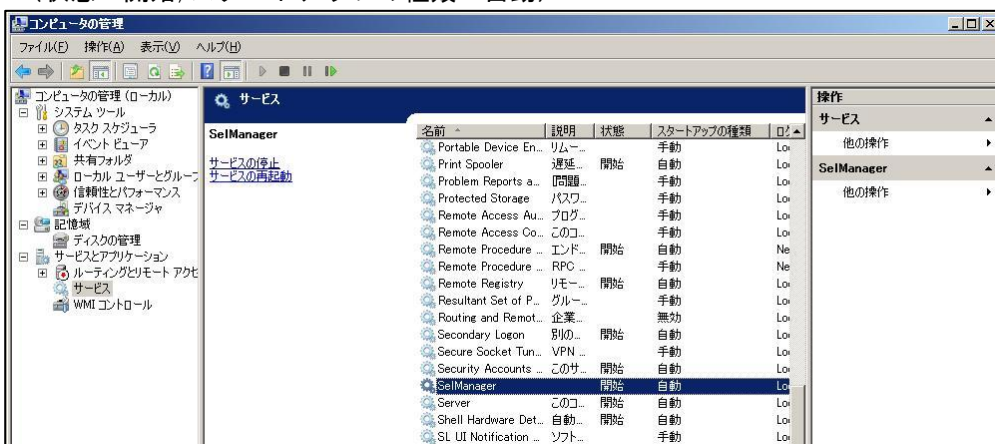 コンピュータの管理
ファイル(F) 操作(A) 表示(V) ヘルプ(H)
コンピュータの管理 (ローカル)
システム ツール
タスク スケジューラ
イベント ビューア
共有フォルダ
ローカル ユーザーとグループ
信頼性とパフォーマンス
デバイス マネージャ
記憶域
ディスクの管理
サービスとアプリケーション
ルーティングとリモート アクセ
サービス
WMI コントロール
サービス
SelManager
サービスの停止
サービスの再起動
名前 説明 状態 スタートアップの種類
Portable Device En... リムー... 手動 Lo
Print Spooler 遅延... 開始 自動 Lo
Problem Reports a... 問題... 手動 Lo
Protected Storage パスワ... 手動 Lo
Remote Access Au... プログ... 手動 Lo
Remote Access Co... このコ... 手動 Lo
Remote Procedure ... エンド... 開始 自動 Ne
Remote Procedure ... RPC ... 手動 Ne
Remote Registry リモー... 開始 自動 Lo
Resultant Set of P... グルー... 手動 Lo
Routing and Remot... 企業... 無効 Lo
Secondary Logon 別の... 開始 自動 Lo
Secure Socket Tun... VPN ... 手動 Lo
Security Accounts ... このサ... 開始 自動 Lo
SelManager 開始 自動 Lo
Server このコ... 開始 自動 Lo
Shell Hardware Det... 自動... 開始 自動 Lo
SL UI Notification ... ソフト... 手動 Lo
操作
サービス
他の操作
SelManager
他の操作